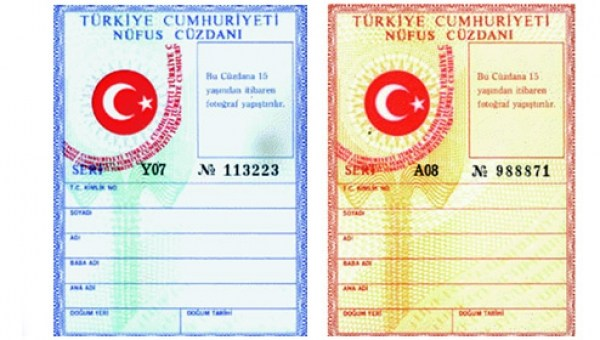 TÜRKİYE CUMHURİYETİ
NÜFUS CÜZDANI
Bu Cüzdana 15
yaşından itibaren
fotoğraf yapıştırılır.
SERİ Y07 № 113223
T.C. KİMLİK NO
SOYADI
ADI
BABA ADI
ANA ADI
DOĞUM YERİ DOĞUM TARİHİ
TÜRKİYE CUMHURİYETİ
NÜFUS CÜZDANI
Bu Cüzdana 15
yaşından itibaren
fotoğraf yapıştırılır.
SERİ A08 № 988871
T.C. KİMLİK NO
SOYADI
ADI
BABA ADI
ANA ADI
DOĞUM YERİ DOĞUM TARİHİ